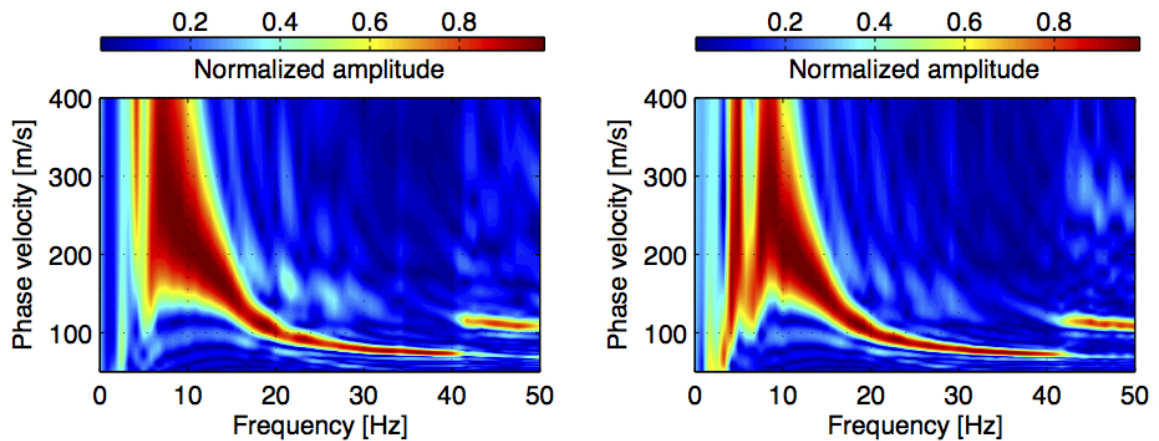 0.2 0.4 0.6 0.8
Normalized amplitude
400
300
200
100
Phase velocity [m/s]
0 10 20 30 40 50
Frequency [Hz]
0.2 0.4 0.6 0.8
Normalized amplitude
400
300
200
100
Phase velocity [m/s]
0 10 20 30 40 50
Frequency [Hz]